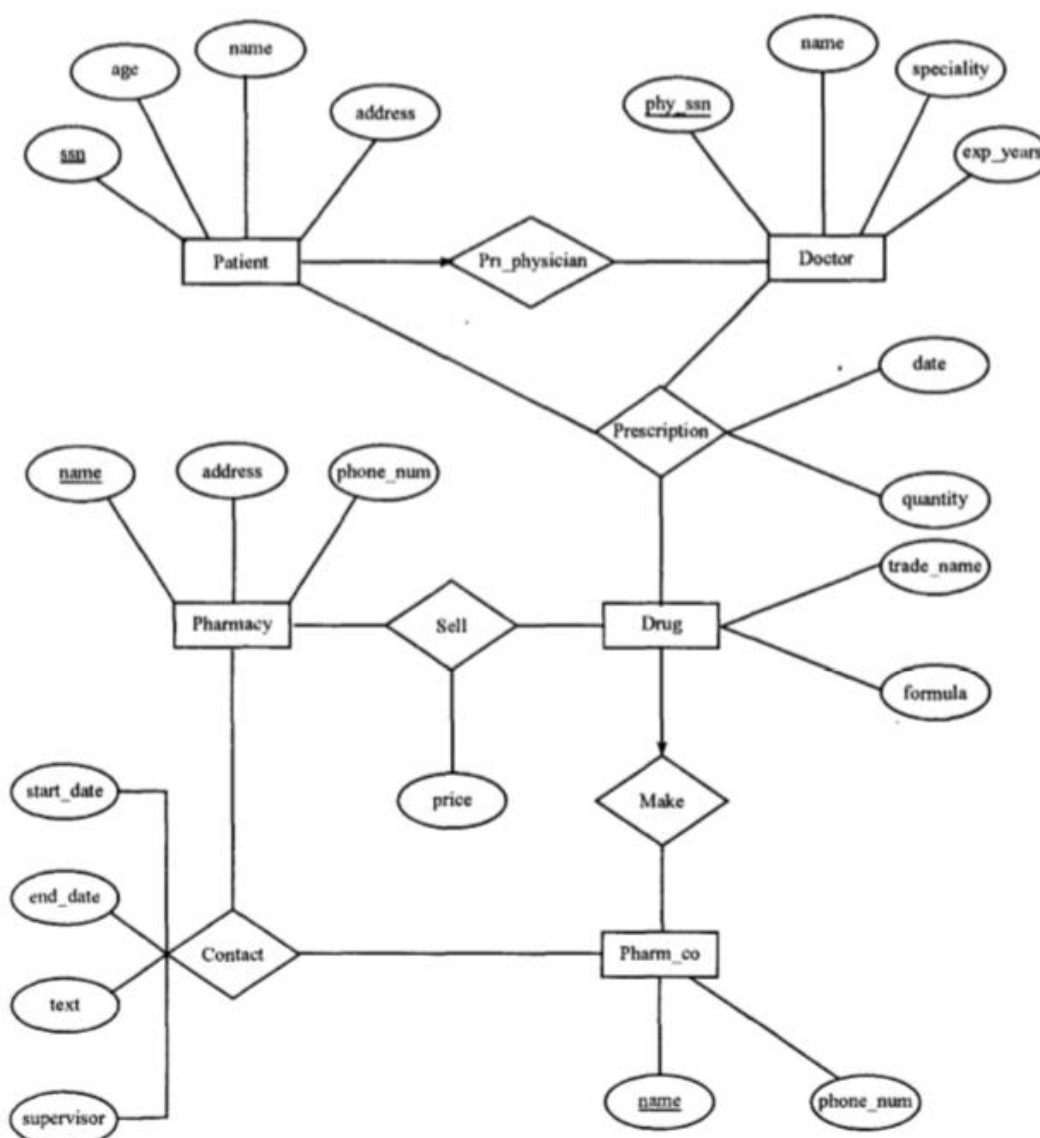 name
name
age
speciality
address
phy_ssn
ssn
exp_years
Patient
Pri_physician
Doctor
date
Prescription
name
address
phone_num
quantity
trade_name
Pharmacy
Sell
Drug
formula
start_date
price
Make
end_date
Contact
Pharm_co
text
supervisor
name
phone_num